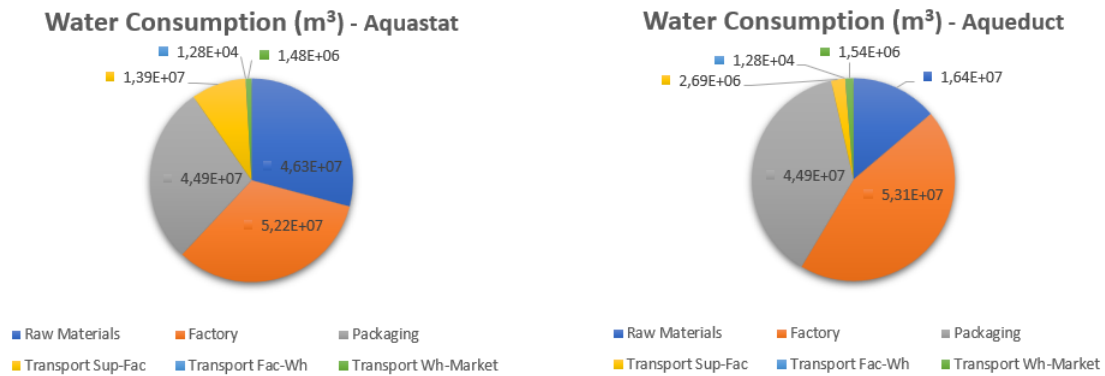 Water Consumption (m³) - Aquastat
1,28E+04
1,48E+06
1,39E+07
4,63E+07
4,49E+07
5,22E+07
Raw Materials
Factory
Packaging
Transport Sup-Fac
Transport Fac-Wh
Transport Wh-Market
Water Consumption (m³) - Aqueduct
1,54E+06
1,28E+04
1,64E+07
2,69E+06
4,49E+07
5,31E+07
Raw Materials
Factory
Packaging
Transport Sup-Fac
Transport Fac-Wh
Transport Wh-Market